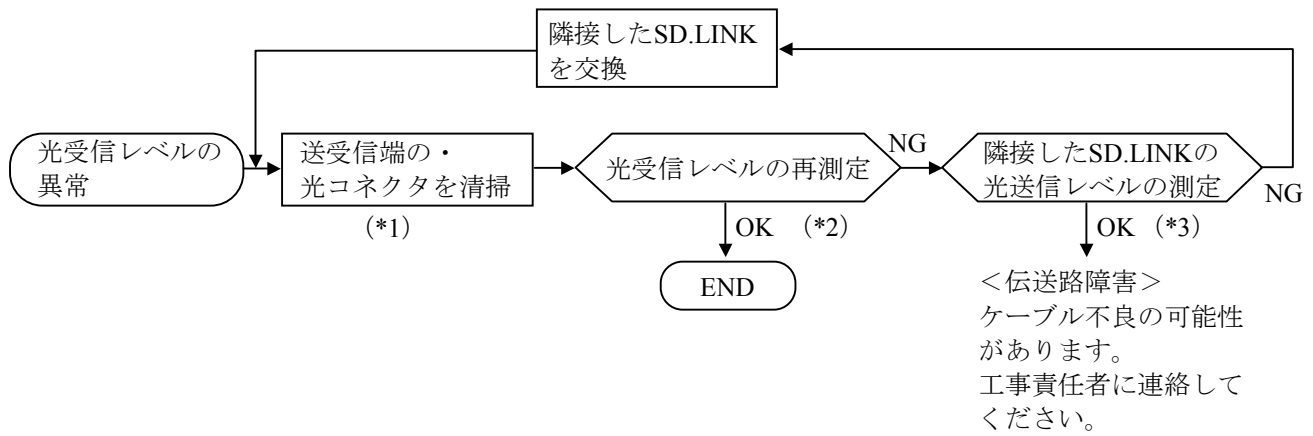 隣接したSD.LINK
を交換
光受信レベルの
異常
送受信端の・
光コネクタを清掃
(*1)
光受信レベルの再測定
NG
OK (*2)
END
隣接したSD.LINKの
光送信レベルの測定
NG
OK (*3)
＜伝送路障害＞
ケーブル不良の可能性
があります。
工事責任者に連絡して
ください。